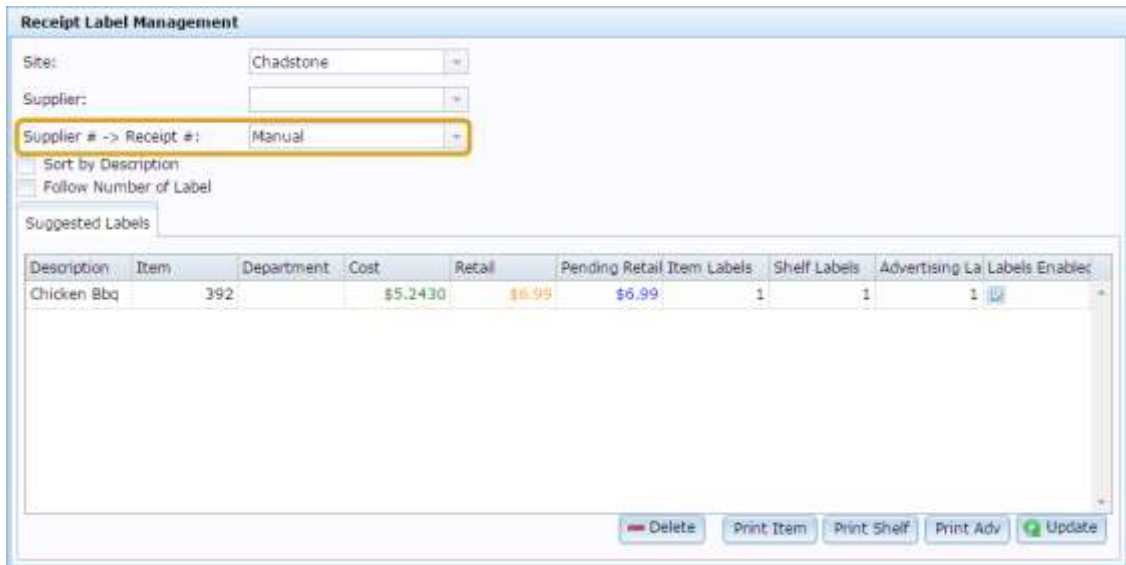 Receipt Label Management
Site: Chadstone
Supplier:
Supplier # -> Receipt #: Manual
Sort by Description
Follow Number of Label
Suggested Labels
Description Item Department Cost Retail Pending Retail Item Labels Shelf Labels Advertising La Labels Enabled
Chicken Bbq 392 $5.2430 $6.99 $6.99 1 1 1
Delete Print Item Print Shelf Print Adv Update